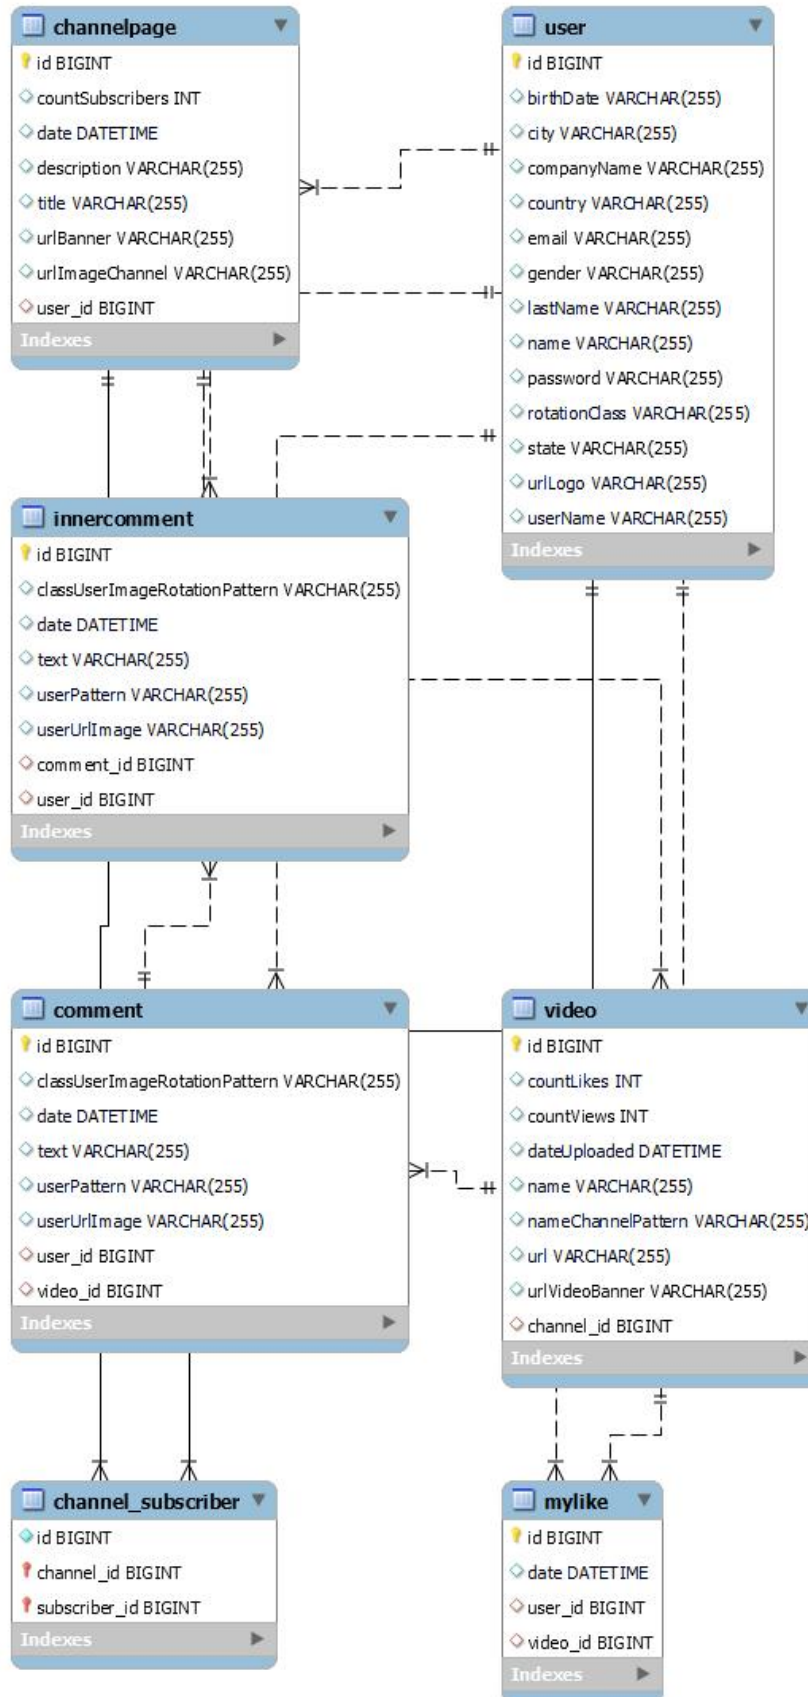 channelpage
id BIGINT
countSubscribers INT
date DATETIME
description VARCHAR(255)
title VARCHAR(255)
urlBanner VARCHAR(255)
urlImageChannel VARCHAR(255)
user_id BIGINT
Indexes
user
id BIGINT
birthDate VARCHAR(255)
city VARCHAR(255)
companyName VARCHAR(255)
country VARCHAR(255)
email VARCHAR(255)
gender VARCHAR(255)
lastName VARCHAR(255)
name VARCHAR(255)
password VARCHAR(255)
rotationClass VARCHAR(255)
state VARCHAR(255)
urlLogo VARCHAR(255)
userName VARCHAR(255)
Indexes
innercomment
id BIGINT
classUserImageRotationPattern VARCHAR(255)
date DATETIME
text VARCHAR(255)
userPattern VARCHAR(255)
userUrlImage VARCHAR(255)
comment_id BIGINT
user_id BIGINT
Indexes
comment
id BIGINT
classUserImageRotationPattern VARCHAR(255)
date DATETIME
text VARCHAR(255)
userPattern VARCHAR(255)
userUrlImage VARCHAR(255)
user_id BIGINT
video_id BIGINT
Indexes
video
id BIGINT
countLikes INT
countViews INT
dateUploaded DATETIME
name VARCHAR(255)
nameChannelPattern VARCHAR(255)
url VARCHAR(255)
urlVideoBanner VARCHAR(255)
channel_id BIGINT
Indexes
channel_subscriber
id BIGINT
channel_id BIGINT
subscriber_id BIGINT
Indexes
mylike
id BIGINT
date DATETIME
user_id BIGINT
video_id BIGINT
Indexes